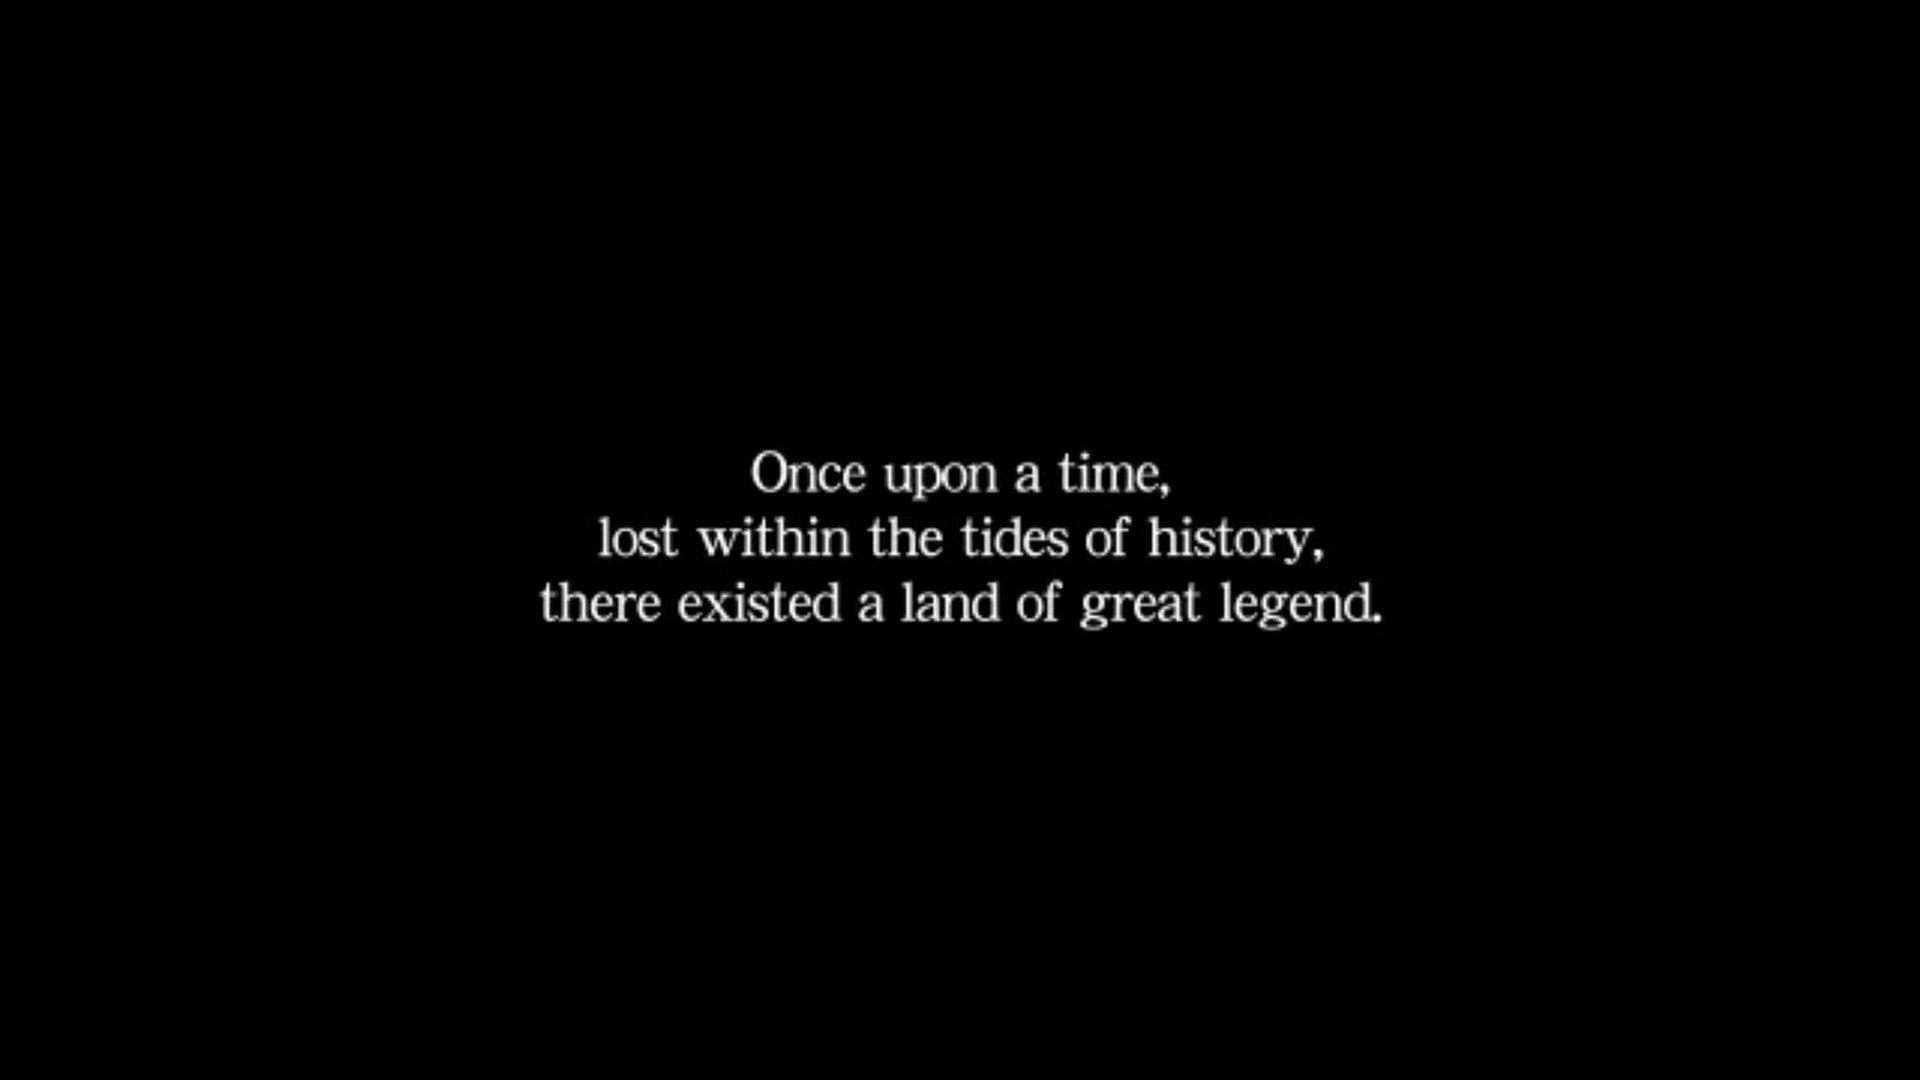 Once upon a time,
lost within the tides of history,
there existed a land of great legend.